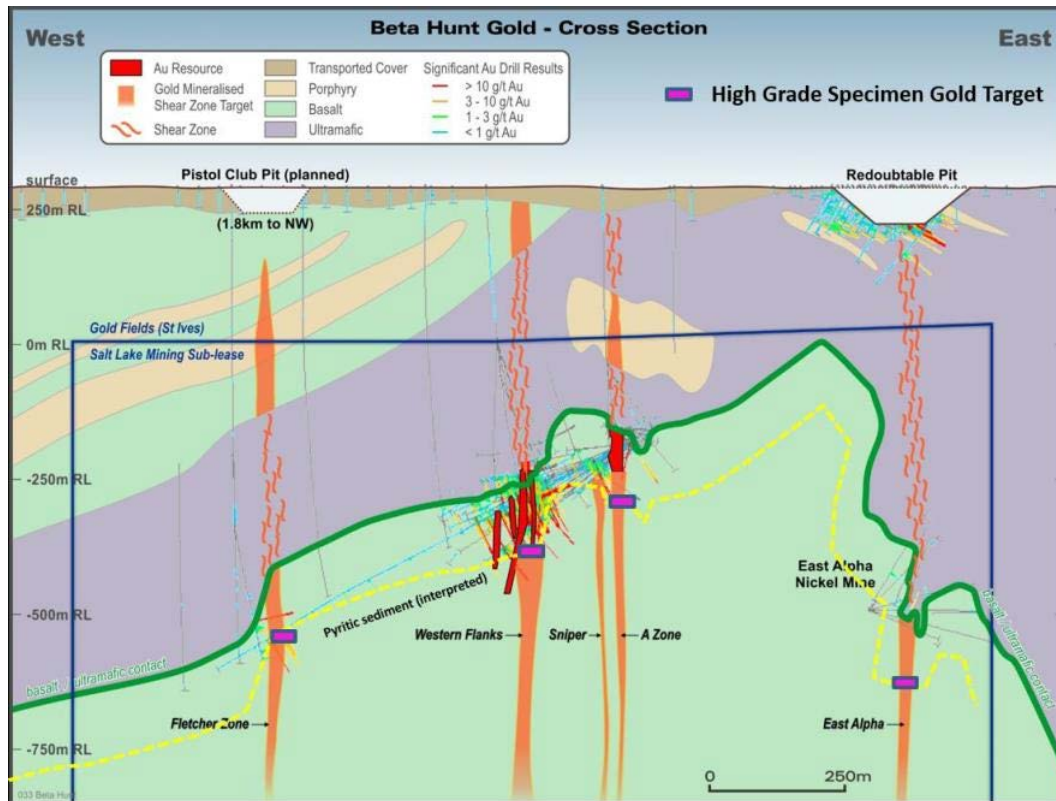 Beta Hunt Gold - Cross Section
West
East
Au Resource
Gold Mineralised
Shear Zone Target
Shear Zone
Transported Cover
Porphyry
Basalt
Ultramafic
Significant Au Drill Results
> 10 g/t Au
3 - 10 g/t Au
1 - 3 g/t Au
< 1 g/t Au
High Grade Specimen Gold Target
surface
Pistol Club Pit (planned)
Redoubtable Pit
250m RL
(1.8km to NW)
Gold Fields (St Ives)
0m RL
Salt Lake Mining Sub-lease
-250m RL
East Alpha
Nickel Mine
Pyritic sediment (interpreted)
-500m RL
Western Flanks
Sniper
A Zone
basalt / ultramafic contact
basalt / ultramafic contact
Fletcher Zone
East Alpha
-750m RL
0 250m
033 Beta Hunt